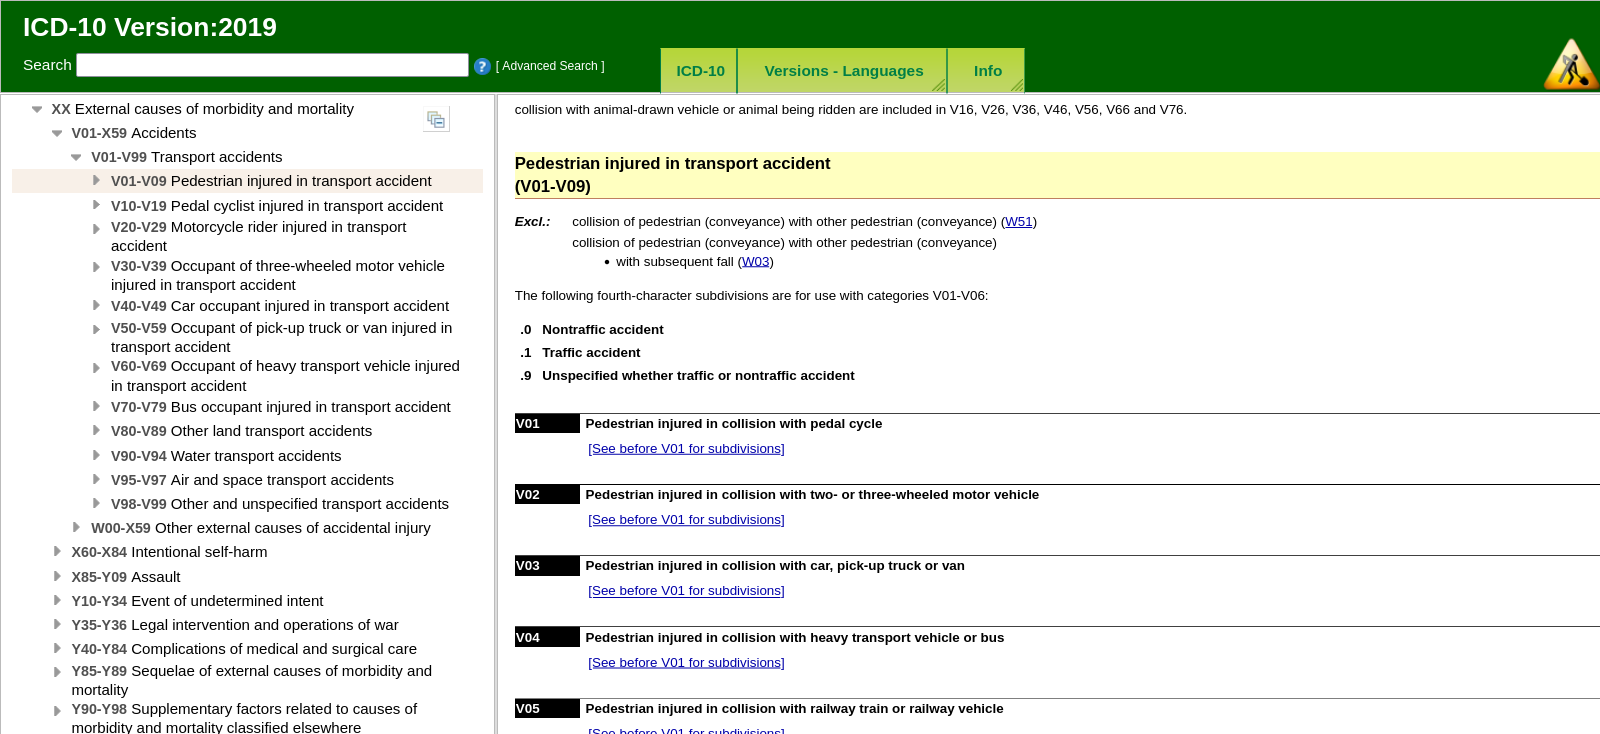 ICD-10 Version:2019
Search
[ Advanced Search ]
ICD-10
Versions - Languages
Info
XX External causes of morbidity and mortality
V01-X59 Accidents
V01-V99 Transport accidents
V01-V09 Pedestrian injured in transport accident
V10-V19 Pedal cyclist injured in transport accident
V20-V29 Motorcycle rider injured in transport
accident
V30-V39 Occupant of three-wheeled motor vehicle
injured in transport accident
V40-V49 Car occupant injured in transport accident
V50-V59 Occupant of pick-up truck or van injured in
transport accident
V60-V69 Occupant of heavy transport vehicle injured
in transport accident
V70-V79 Bus occupant injured in transport accident
V80-V89 Other land transport accidents
V90-V94 Water transport accidents
V95-V97 Air and space transport accidents
V98-V99 Other and unspecified transport accidents
W00-X59 Other external causes of accidental injury
X60-X84 Intentional self-harm
X85-Y09 Assault
Y10-Y34 Event of undetermined intent
Y35-Y36 Legal intervention and operations of war
Y40-Y84 Complications of medical and surgical care
Y85-Y89 Sequelae of external causes of morbidity and
mortality
Y90-Y98 Supplementary factors related to causes of
morbidity and mortality classified elsewhere
collision with animal-drawn vehicle or animal being ridden are included in V16, V26, V36, V46, V56, V66 and V76.
Pedestrian injured in transport accident
(V01-V09)
Excl.: collision of pedestrian (conveyance) with other pedestrian (conveyance) (W51)
collision of pedestrian (conveyance) with other pedestrian (conveyance)
• with subsequent fall (W03)
The following fourth-character subdivisions are for use with categories V01-V06:
.0 Nontraffic accident
.1 Traffic accident
.9 Unspecified whether traffic or nontraffic accident
V01 Pedestrian injured in collision with pedal cycle
[See before V01 for subdivisions]
V02 Pedestrian injured in collision with two- or three-wheeled motor vehicle
[See before V01 for subdivisions]
V03 Pedestrian injured in collision with car, pick-up truck or van
[See before V01 for subdivisions]
V04 Pedestrian injured in collision with heavy transport vehicle or bus
[See before V01 for subdivisions]
V05 Pedestrian injured in collision with railway train or railway vehicle
[See before V01 for subdivisions]